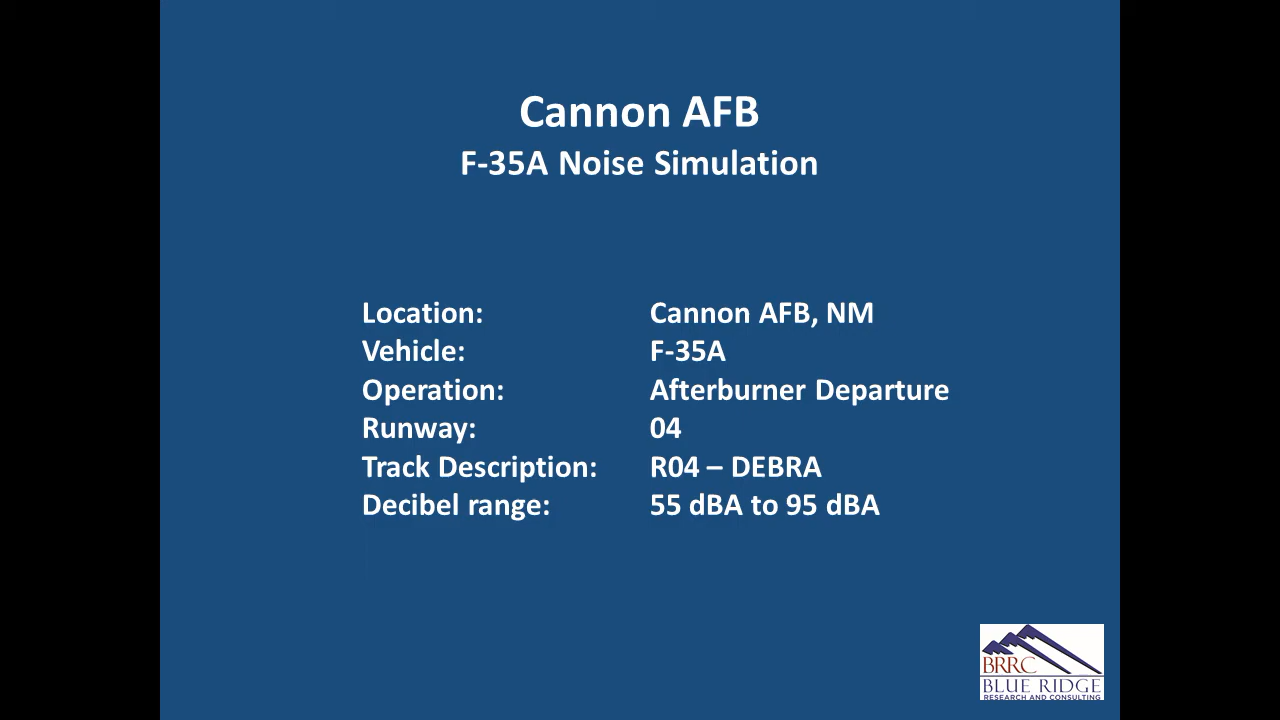 Cannon AFB
F-35A Noise Simulation
Location: Cannon AFB, NM
Vehicle: F-35A
Operation: Afterburner Departure
Runway: 04
Track Description: R04 – DEBRA
Decibel range: 55 dBA to 95 dBA
BRRC
BLUE RIDGE
RESEARCH AND CONSULTING